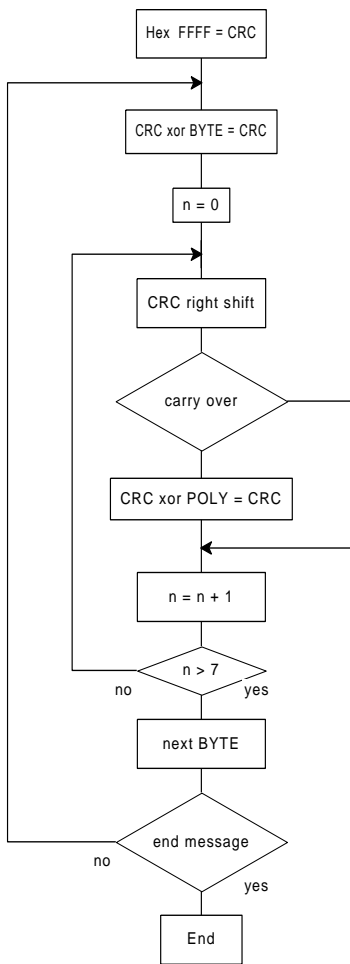 Hex FFFF = CRC
CRC xor BYTE = CRC
n = 0
CRC right shift
carry over
CRC xor POLY = CRC
n = n + 1
n > 7
no
yes
next BYTE
end message
no
yes
End